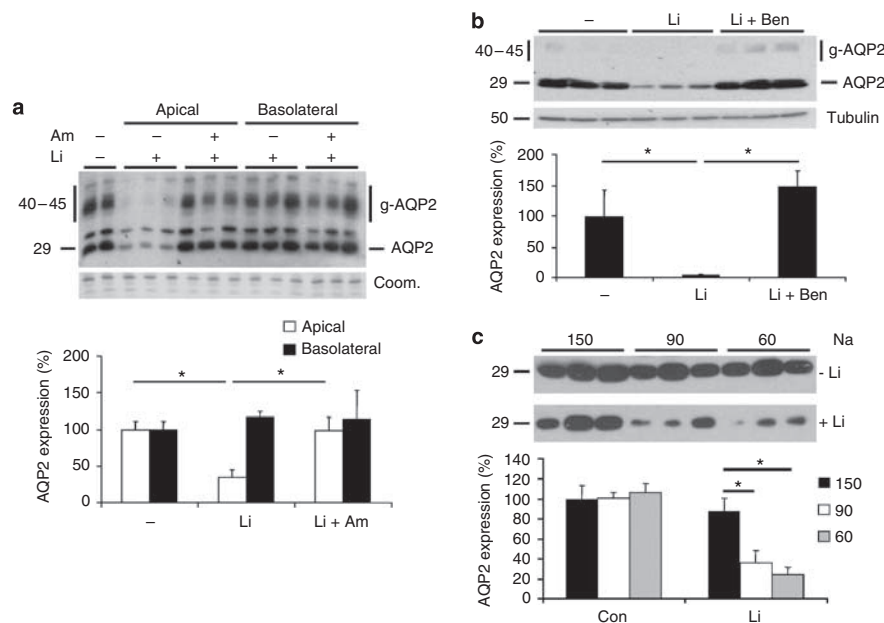 a
Apical Basolateral
Am – – + – +
Li – + + + +
40–45 g-AQP2
29 AQP2
Coom.
Apical
Basolateral
AQP2 expression (%)
200
150
100
50
0
* *
– Li Li + Am
b
– Li Li + Ben
40–45 g-AQP2
29 AQP2
50 Tubulin
AQP2 expression (%)
200
150
100
50
0
* *
– Li Li + Ben
c
150 90 60 Na
29 - Li
29 + Li
AQP2 expression (%)
140
120
100
80
60
40
20
0
*
*
150
90
60
Con Li